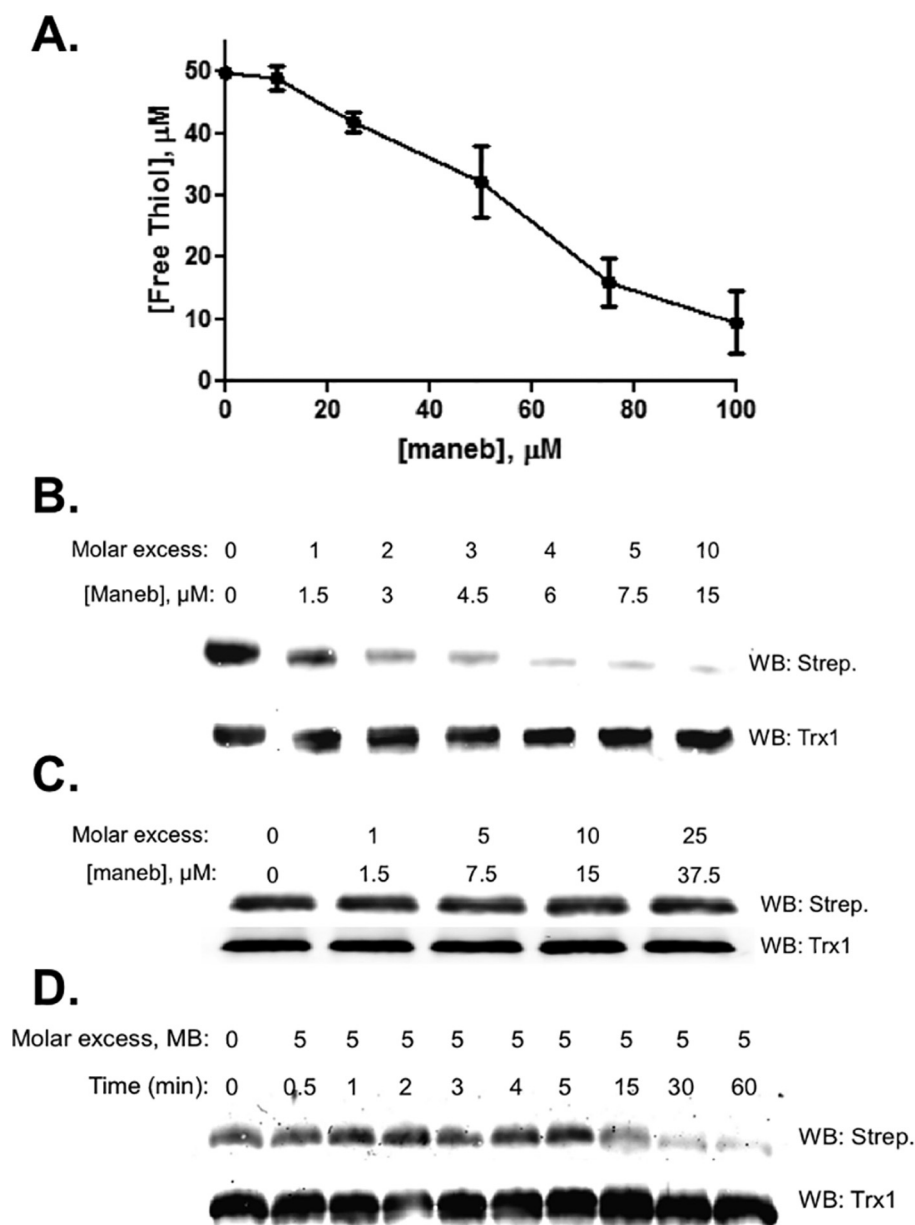 A.
50
40
30
20
10
0
[Free Thiol], µM
0 20 40 60 80 100
[maneb], µM
B.
Molar excess: 0 1 2 3 4 5 10
[Maneb], µM: 0 1.5 3 4.5 6 7.5 15
WB: Strep.
WB: Trx1
C.
Molar excess: 0 1 5 10 25
[maneb], µM: 0 1.5 7.5 15 37.5
WB: Strep.
WB: Trx1
D.
Molar excess, MB: 0 5 5 5 5 5 5 5 5 5
Time (min): 0 0.5 1 2 3 4 5 15 30 60
WB: Strep.
WB: Trx1